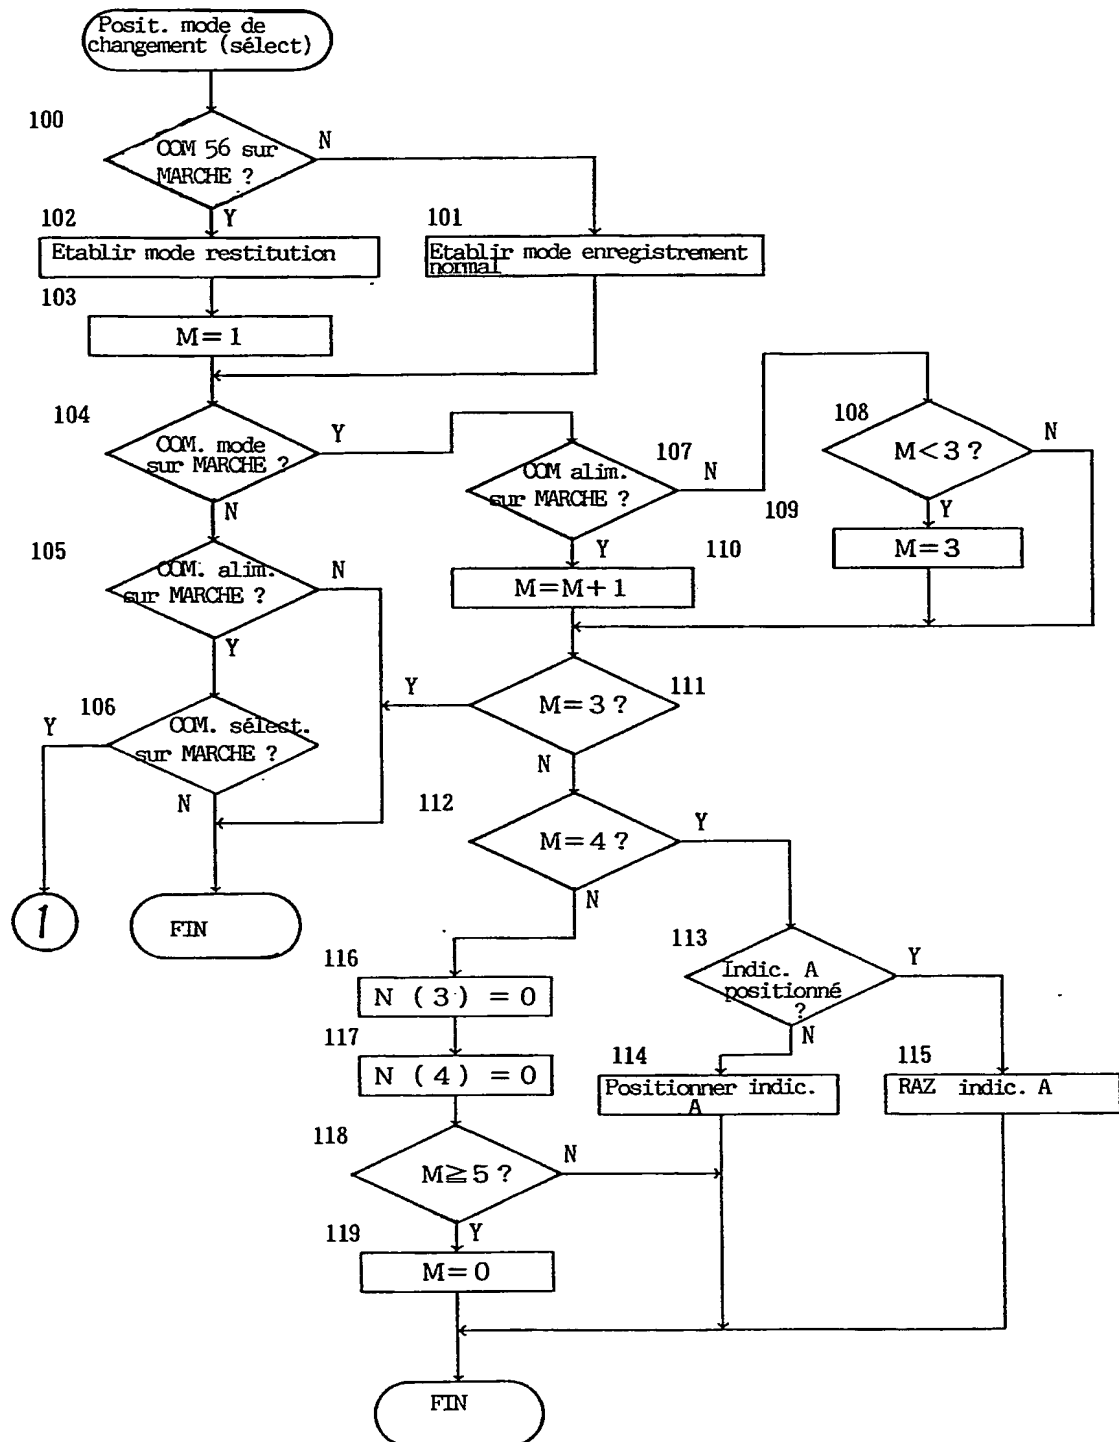 Posit. mode de
changement (sélect)
100
COM 56 sur
MARCHE ?
N
Y
102
Etablir mode restitution
101
Etablir mode enregistrement
normal
103
M=1
104
COM. mode
sur MARCHE ?
Y
N
107
COM alim.
sur MARCHE ?
N
Y
108
M<3 ?
N
Y
109
M=3
110
M=M+1
105
COM. alim.
sur MARCHE ?
N
Y
106
COM. sélect.
sur MARCHE ?
Y
N
1
FIN
111
M=3 ?
Y
N
112
M=4 ?
Y
N
113
Indic. A
positionné
?
Y
N
116
N (3) = 0
117
N (4) = 0
114
Positionner indic.
A
115
RAZ indic. A
118
M≧5 ?
N
Y
119
M=0
FIN